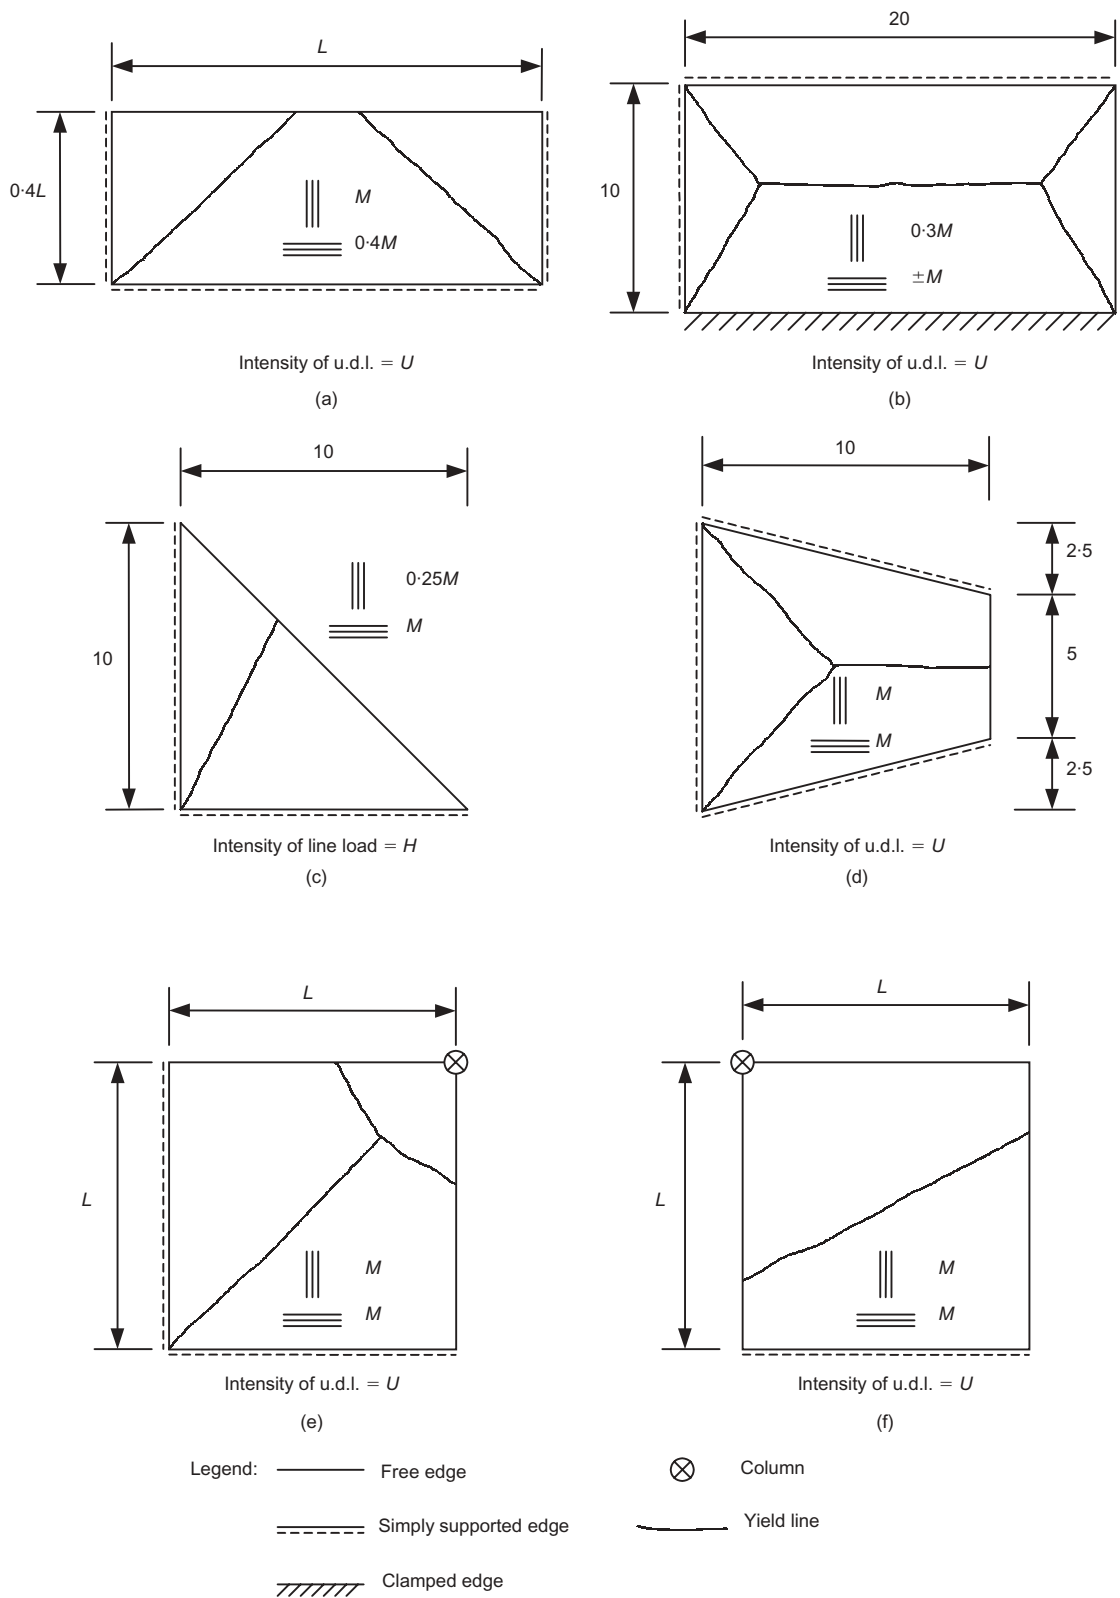 L
0·4L
M
0·4M
Intensity of u.d.l. = U
(a)
20
10
0·3M
±M
Intensity of u.d.l. = U
(b)
10
10
0·25M
M
Intensity of line load = H
(c)
10
2·5
5
2·5
M
M
Intensity of u.d.l. = U
(d)
L
L
M
M
Intensity of u.d.l. = U
(e)
L
L
M
M
Intensity of u.d.l. = U
(f)
Legend:
Free edge
Column
Simply supported edge
Yield line
Clamped edge